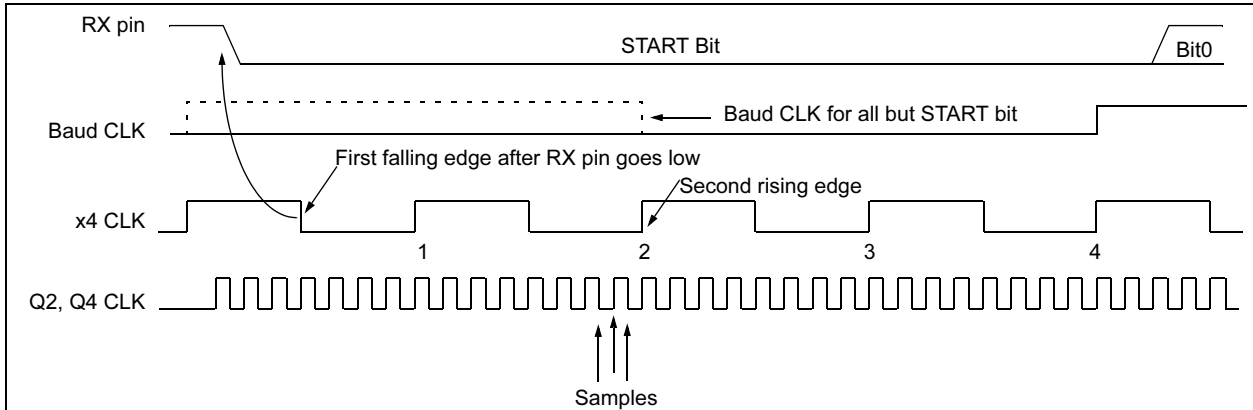 RX pin
START Bit
Bit0
Baud CLK for all but START bit
Baud CLK
First falling edge after RX pin goes low
Second rising edge
x4 CLK
1 2 3 4
Q2, Q4 CLK
Samples